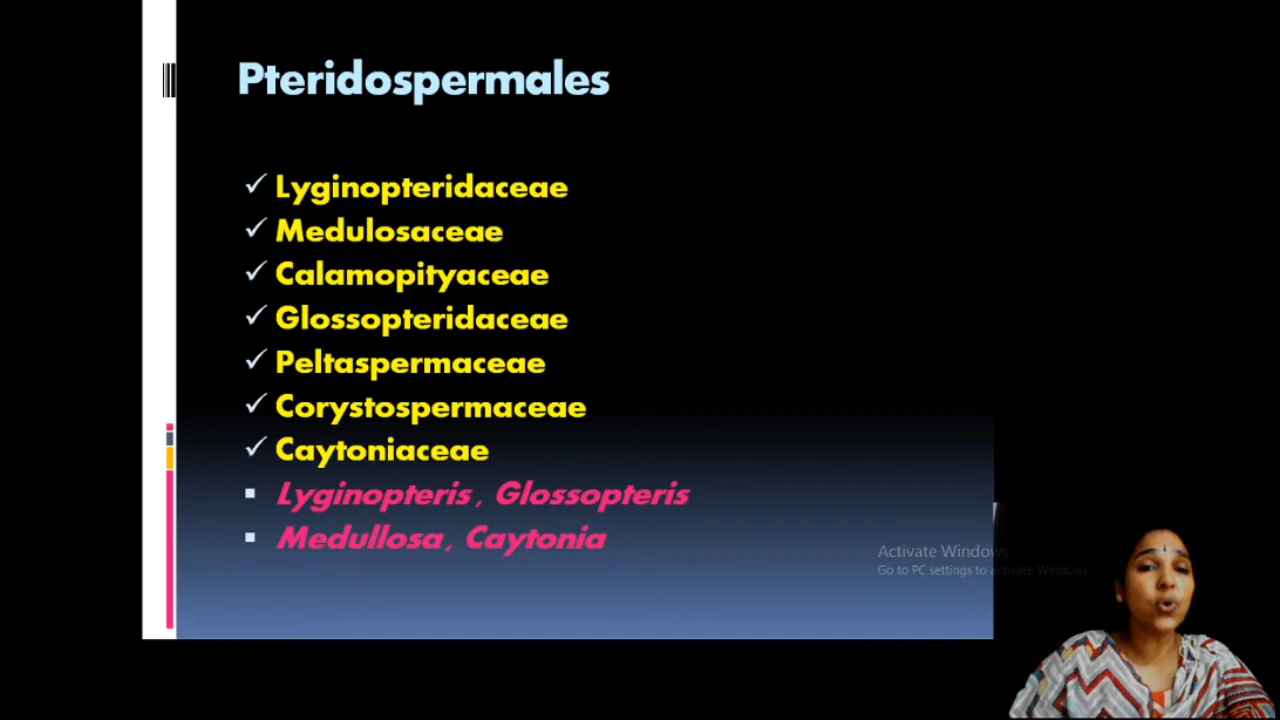 Pteridospermales
Lyginopteridaceae
Medulosaceae
Calamopityaceae
Glossopteridaceae
Peltaspermaceae
Corystospermaceae
Caytoniaceae
Lyginopteris, Glossopteris
Medullosa, Caytonia
Activate Windows
Go to PC settings to activate Windows